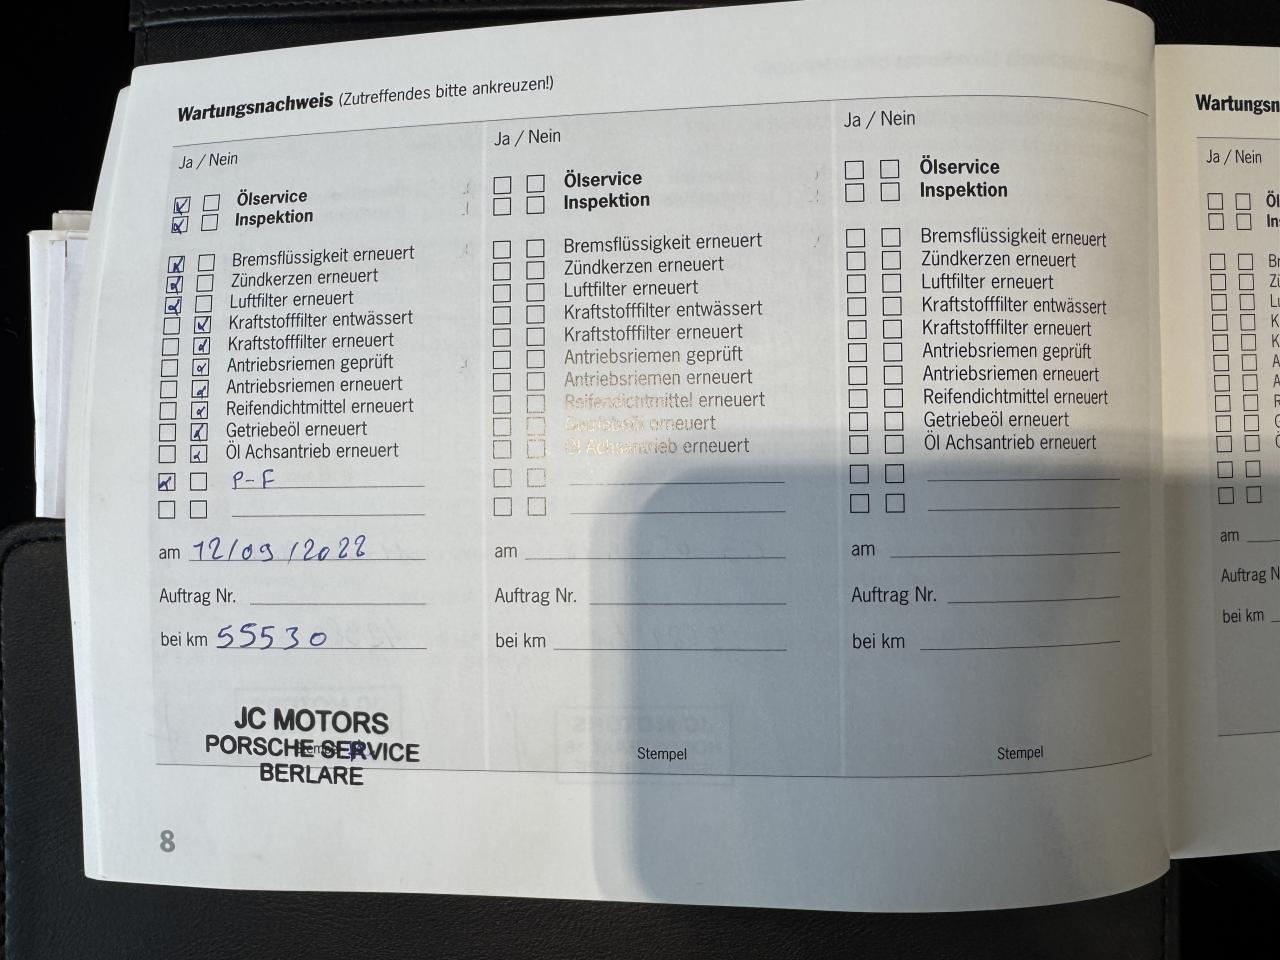 Wartungsnachweis (Zutreffendes bitte ankreuzen!)
Ja / Nein
Ölservice
Inspektion
Bremsflüssigkeit erneuert
Zündkerzen erneuert
Luftfilter erneuert
Kraftstofffilter entwässert
Kraftstofffilter erneuert
Antriebsriemen geprüft
Antriebsriemen erneuert
Reifendichtmittel erneuert
Getriebeöl erneuert
Öl Achsantrieb erneuert
P-F
am 12/09/2022
Auftrag Nr.
bei km 55530
JC MOTORS
PORSCHE SERVICE
BERLARE
8
Ja / Nein
Ölservice
Inspektion
Bremsflüssigkeit erneuert
Zündkerzen erneuert
Luftfilter erneuert
Kraftstofffilter entwässert
Kraftstofffilter erneuert
Antriebsriemen geprüft
Antriebsriemen erneuert
Reifendichtmittel erneuert
Getriebeöl erneuert
Öl Achsantrieb erneuert
am
Auftrag Nr.
bei km
Stempel
Ja / Nein
Ölservice
Inspektion
Bremsflüssigkeit erneuert
Zündkerzen erneuert
Luftfilter erneuert
Kraftstofffilter entwässert
Kraftstofffilter erneuert
Antriebsriemen geprüft
Antriebsriemen erneuert
Reifendichtmittel erneuert
Getriebeöl erneuert
Öl Achsantrieb erneuert
am
Auftrag Nr.
bei km
Stempel
Wartungsn
Ja / Nein
am
Auftrag N
bei km